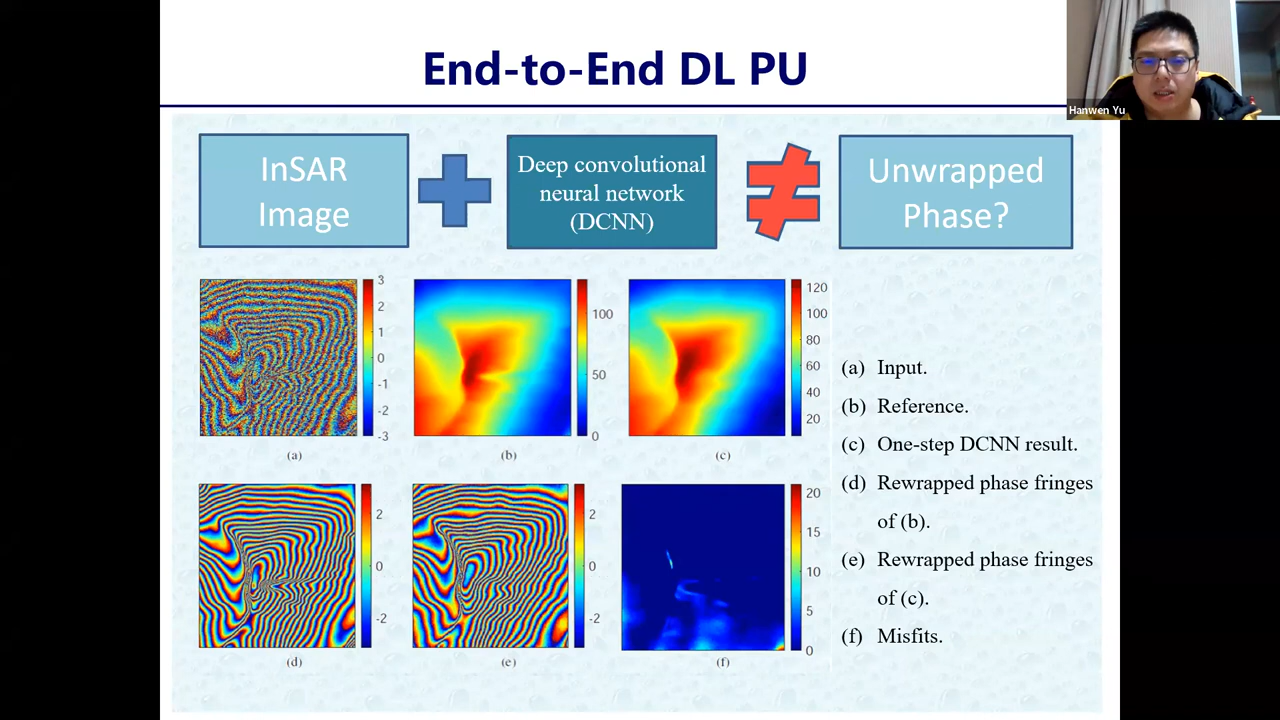 End-to-End DL PU
Hanwen Yu
InSAR
Image
Deep convolutional
neural network
(DCNN)
Unwrapped
Phase?
3
2
1
0
-1
-2
-3
(a)
100
50
0
(b)
120
100
80
60
40
20
(c)
2
0
-2
(d)
2
0
-2
(e)
20
15
10
5
0
(f)
(a) Input.
(b) Reference.
(c) One-step DCNN result.
(d) Rewrapped phase fringes
of (b).
(e) Rewrapped phase fringes
of (c).
(f) Misfits.